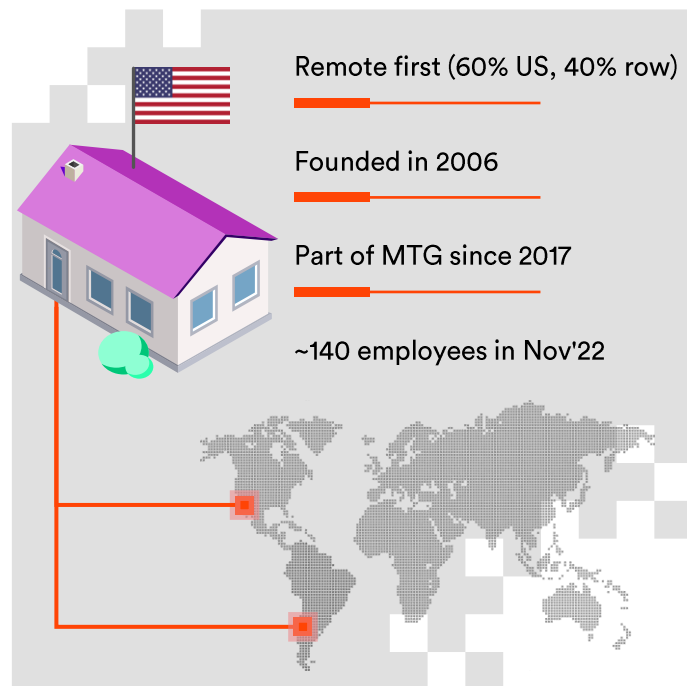 Remote first (60% US, 40% row)
Founded in 2006
Part of MTG since 2017
~140 employees in Nov'22